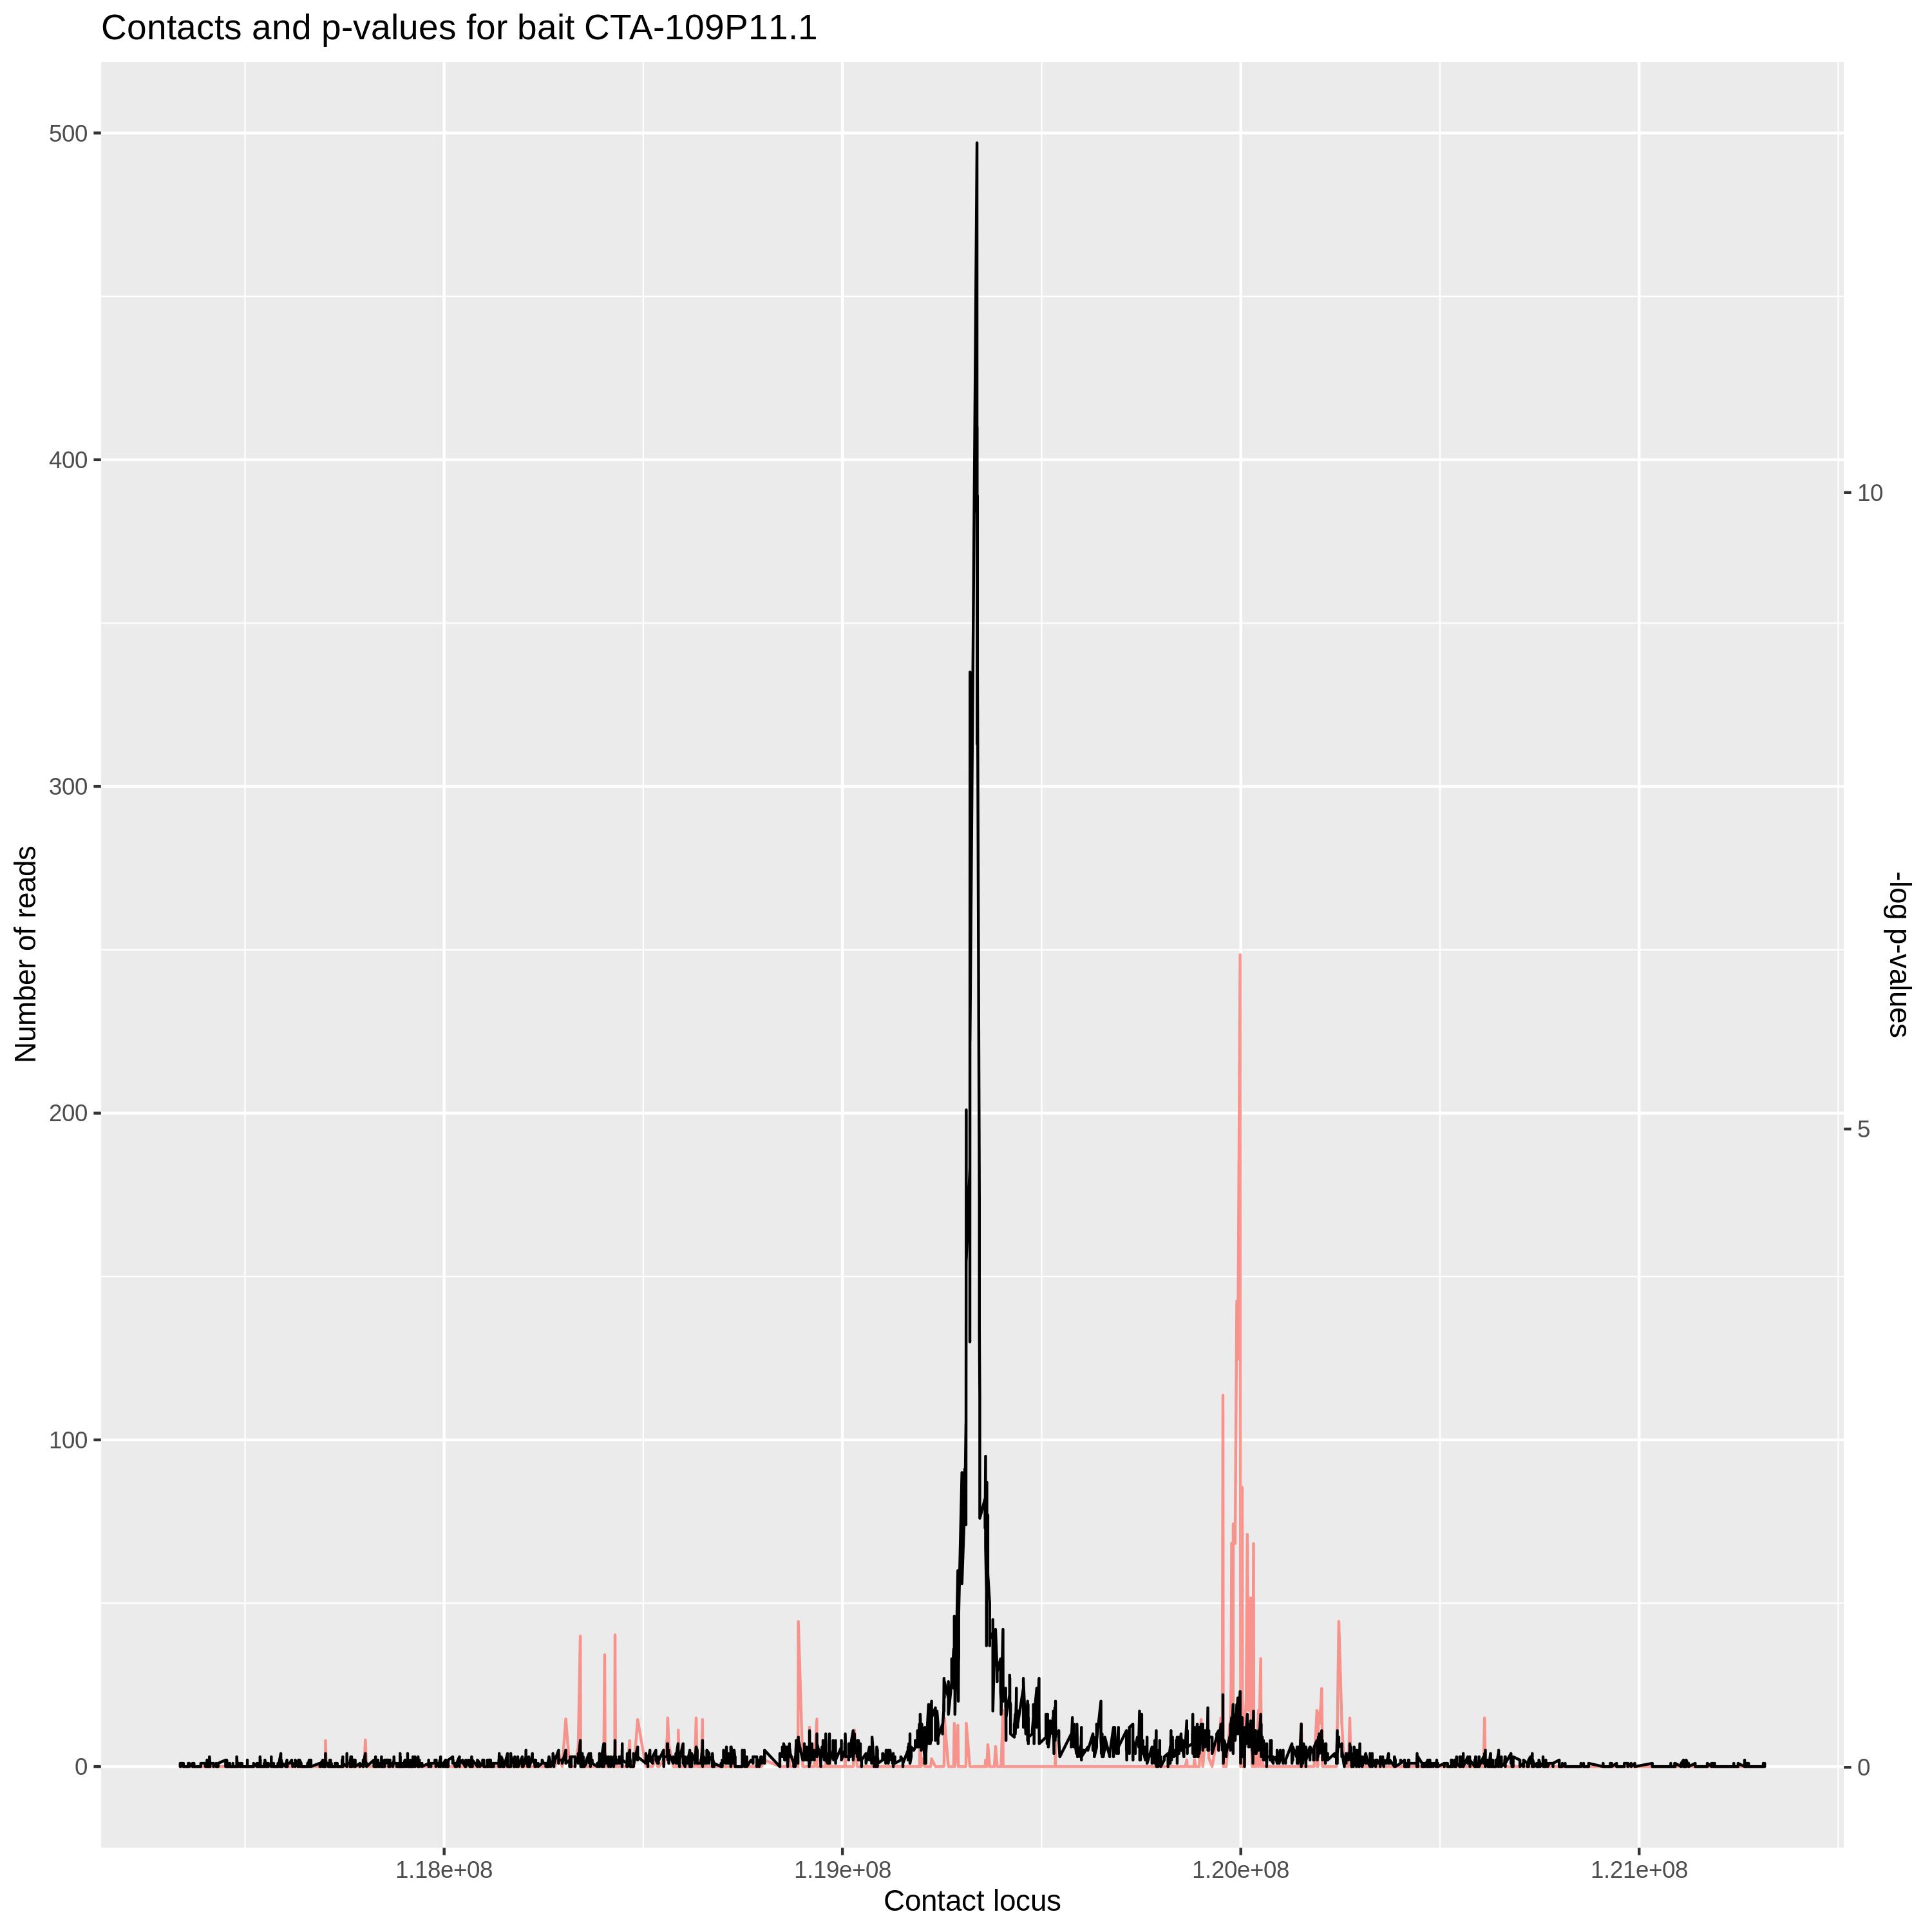 Contacts and p-values for bait CTA-109P11.1
500
400
300
200
100
0
Number of reads
10
5
0
-log p-values
1.18e+08
1.19e+08
1.20e+08
1.21e+08
Contact locus